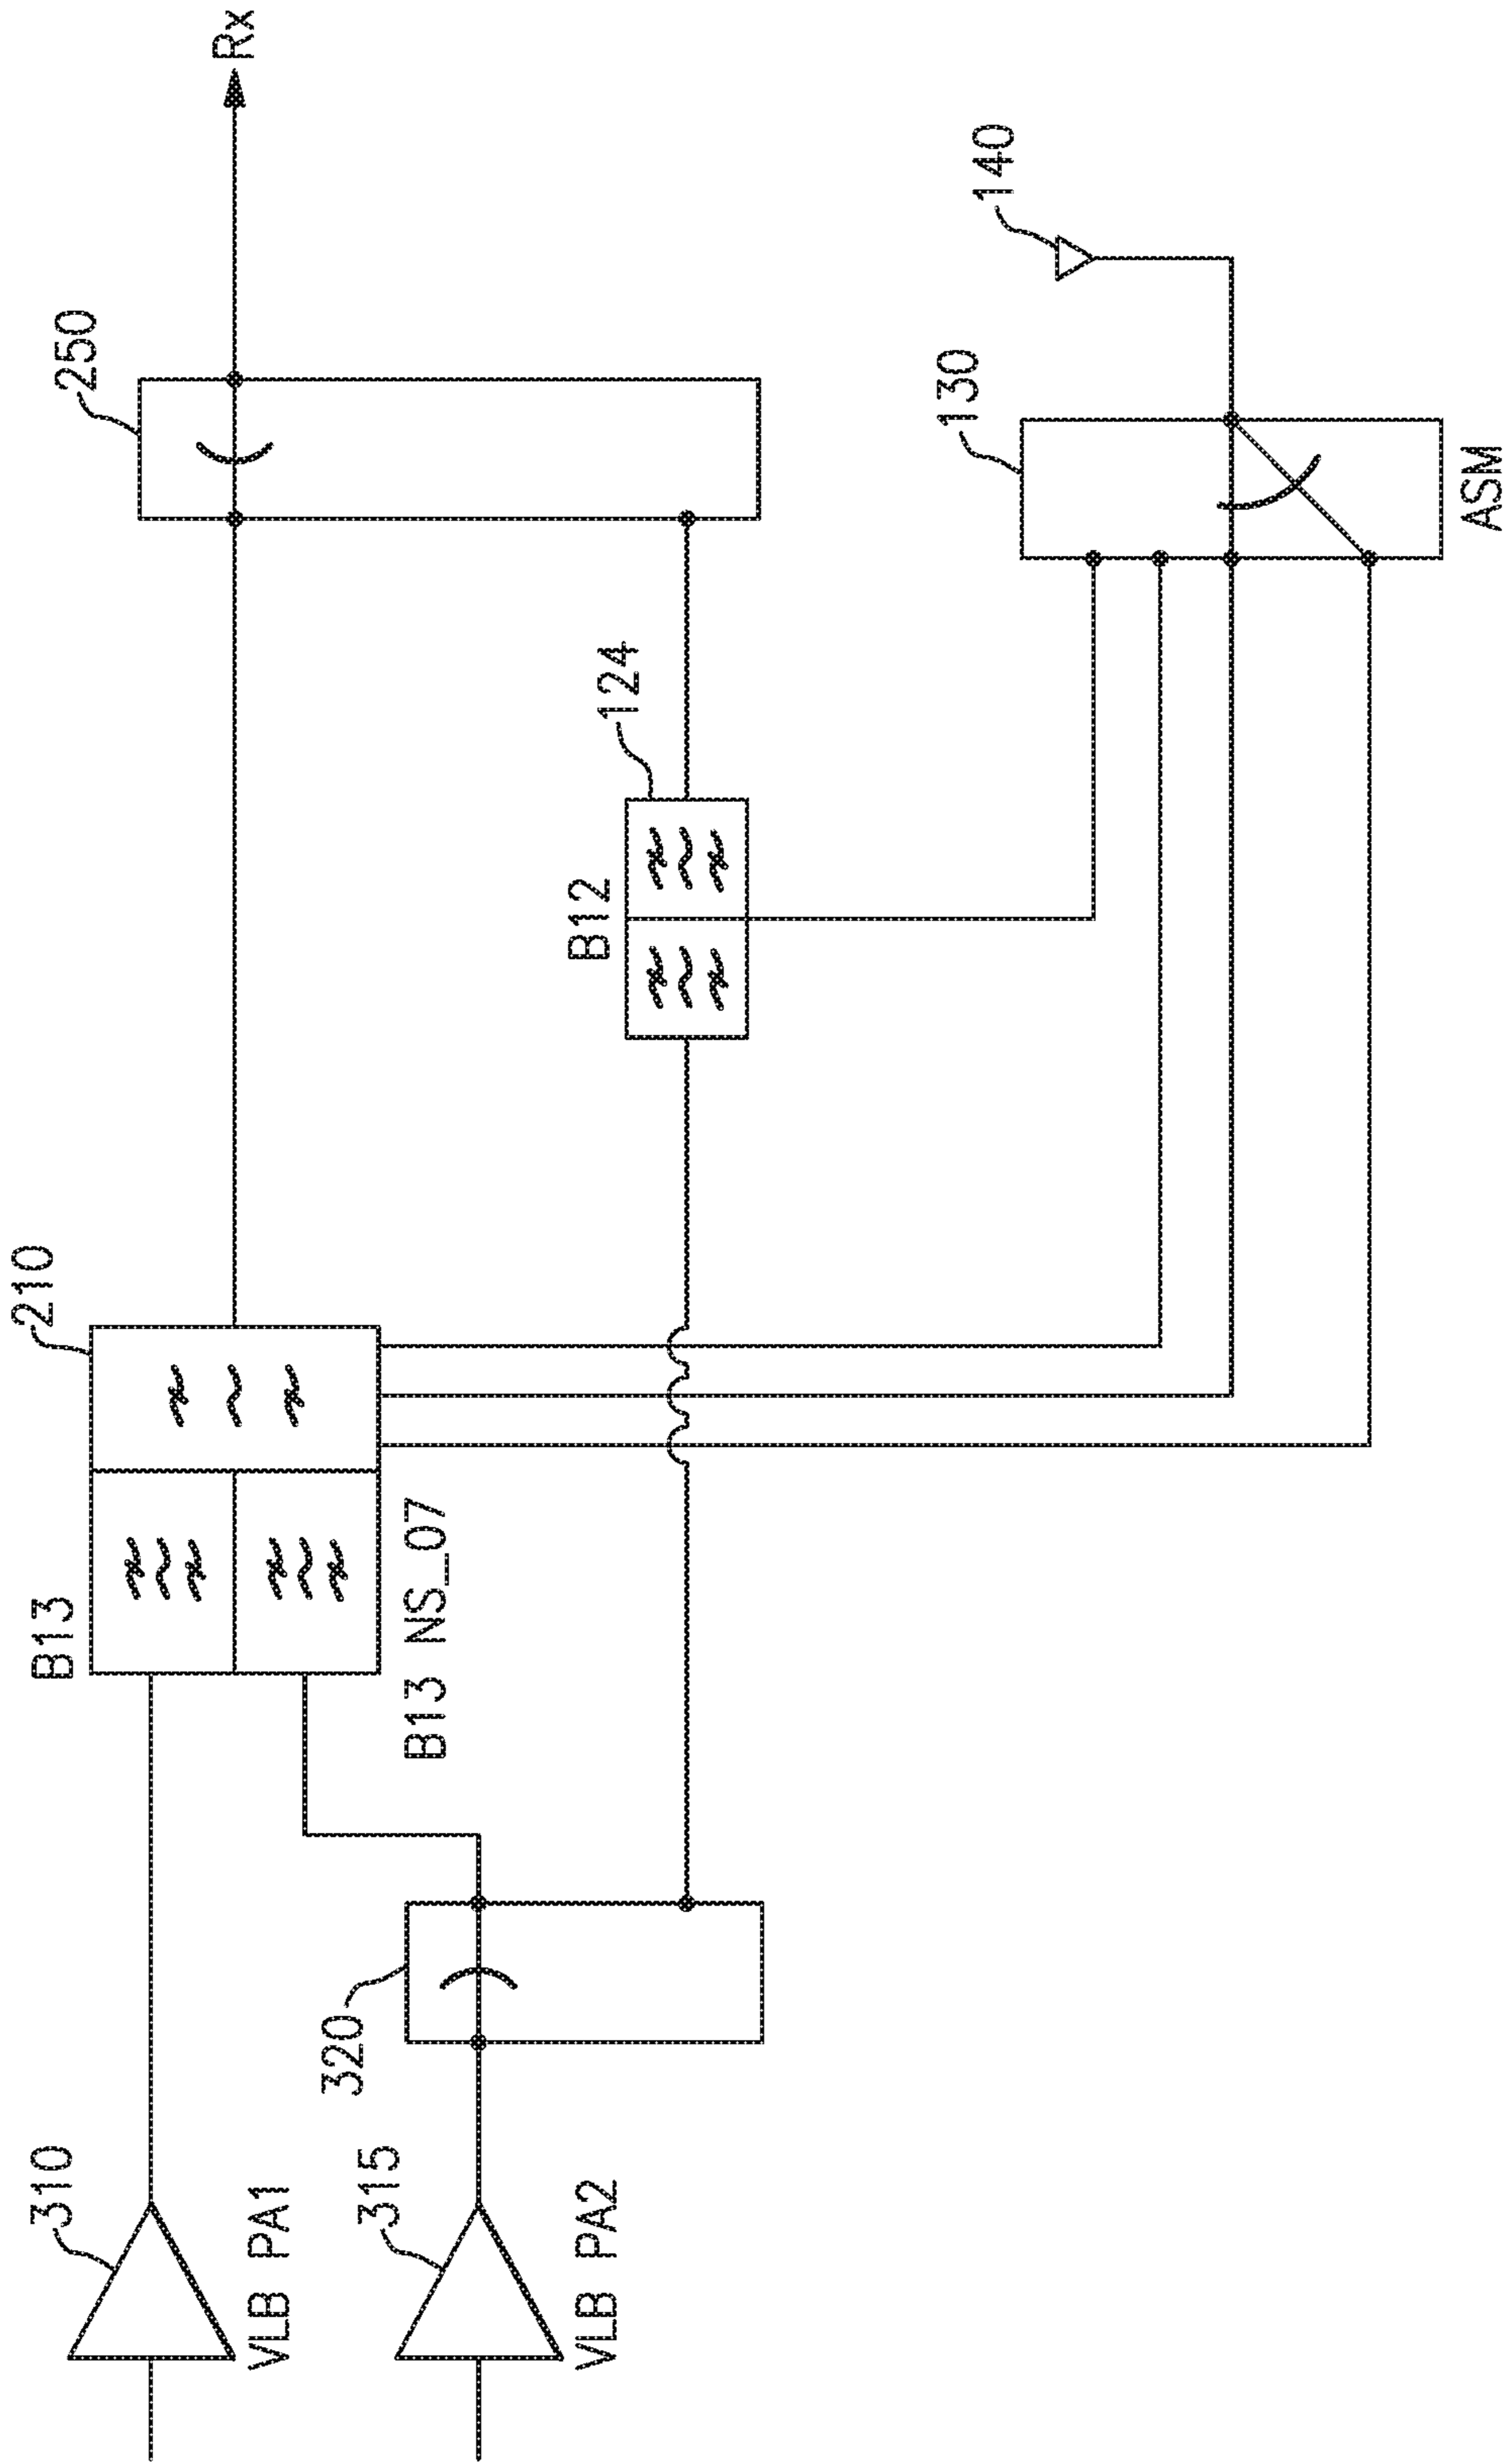 310
VLB PA1
315
VLB PA2
320
B13
210
B13 NS_07
B12
124
250
Rx
130
140
ASM